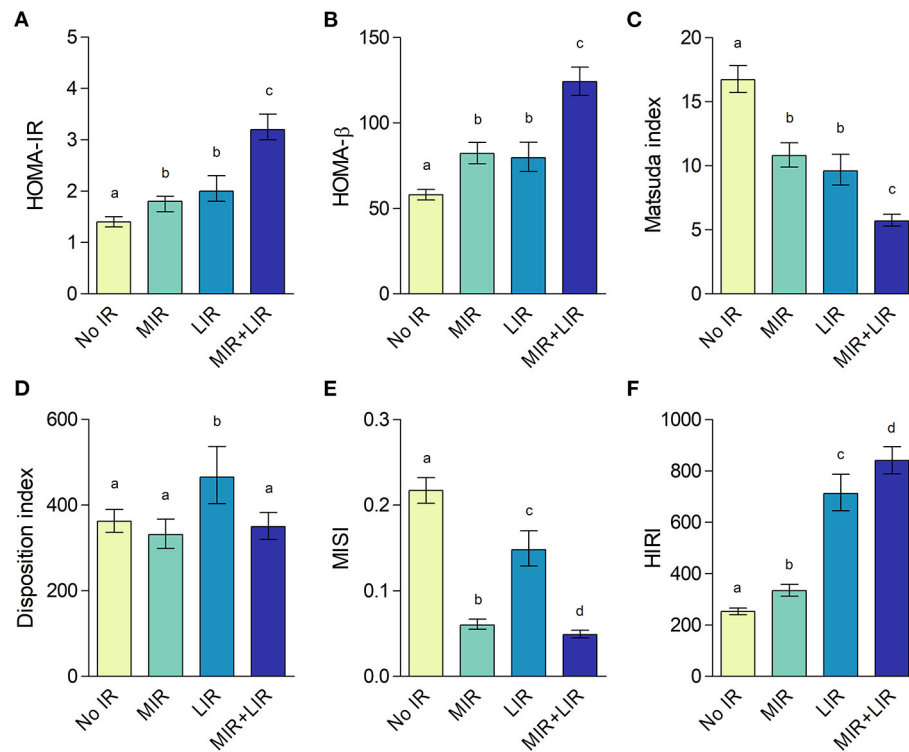 A
HOMA-IR
5
4
3
2
1
0
a
b
b
c
No IR
MIR
LIR
MIR+LIR
B
HOMA-β
150
100
50
0
a
b
b
c
No IR
MIR
LIR
MIR+LIR
C
Matsuda index
20
15
10
5
0
a
b
b
c
No IR
MIR
LIR
MIR+LIR
D
Disposition index
600
400
200
0
a
a
b
a
No IR
MIR
LIR
MIR+LIR
E
MISI
0.3
0.2
0.1
0.0
a
b
c
d
No IR
MIR
LIR
MIR+LIR
F
HIRI
1000
800
600
400
200
0
a
b
c
d
No IR
MIR
LIR
MIR+LIR